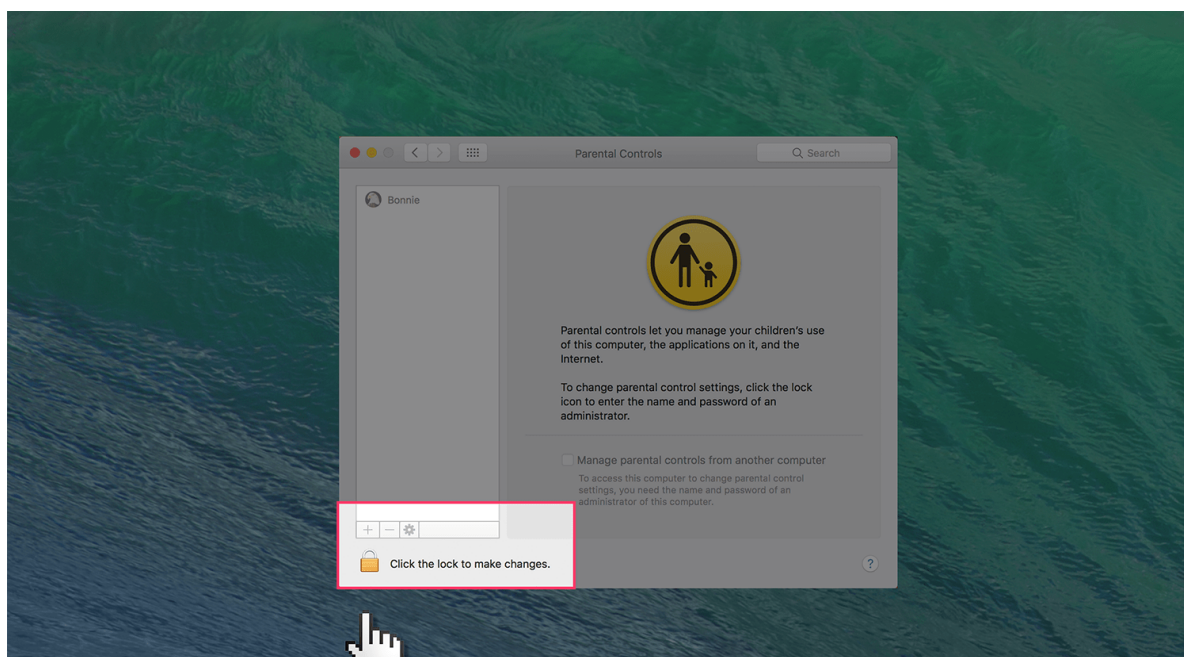 Parental Controls
Search
Bonnie
Parental controls let you manage your children's use
of this computer, the applications on it, and the
Internet.
To change parental control settings, click the lock
icon to enter the name and password of an
administrator.
Manage parental controls from another computer
To access this computer to change parental control
settings, you need the name and password of an
administrator of this computer.
Click the lock to make changes.
?